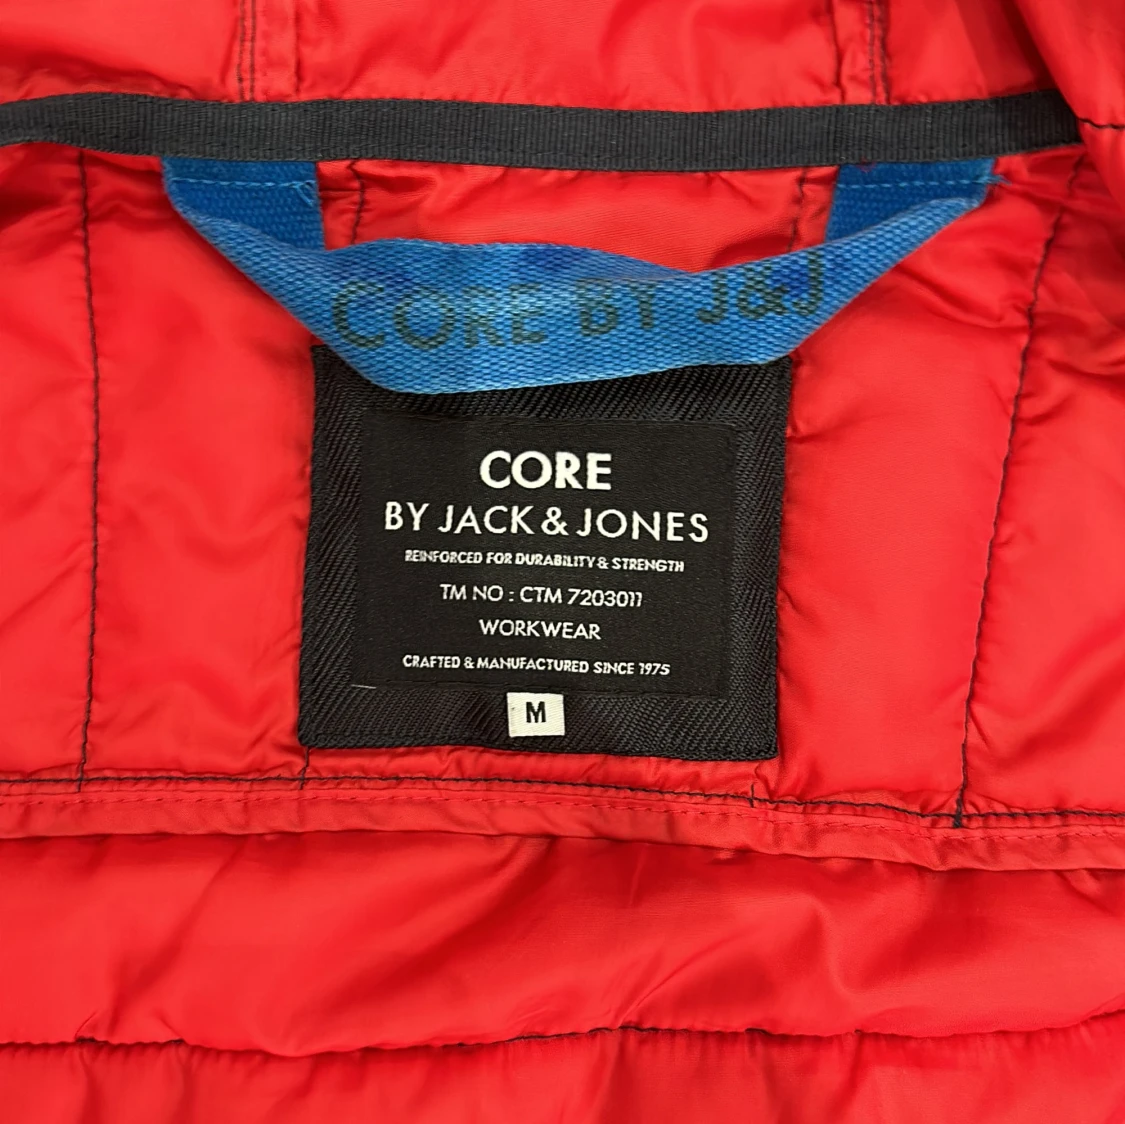 CORE BY J&J
CORE
BY JACK & JONES
REINFORCED FOR DURABILITY & STRENGTH
TM NO : CTM 7203011
WORKWEAR
CRAFTED & MANUFACTURED SINCE 1975
M